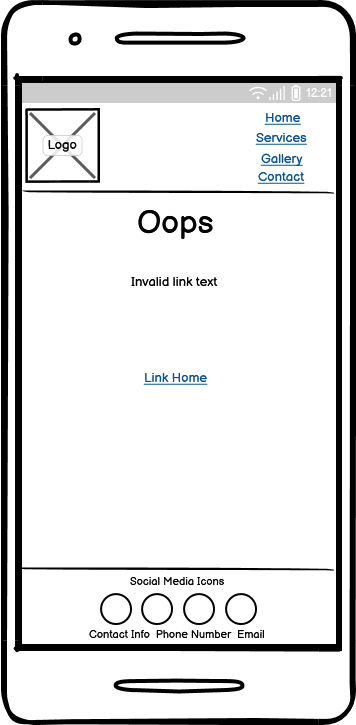 12:21
Logo
Home
Services
Gallery
Contact
Oops
Invalid link text
Link Home
Social Media Icons
Contact Info Phone Number Email